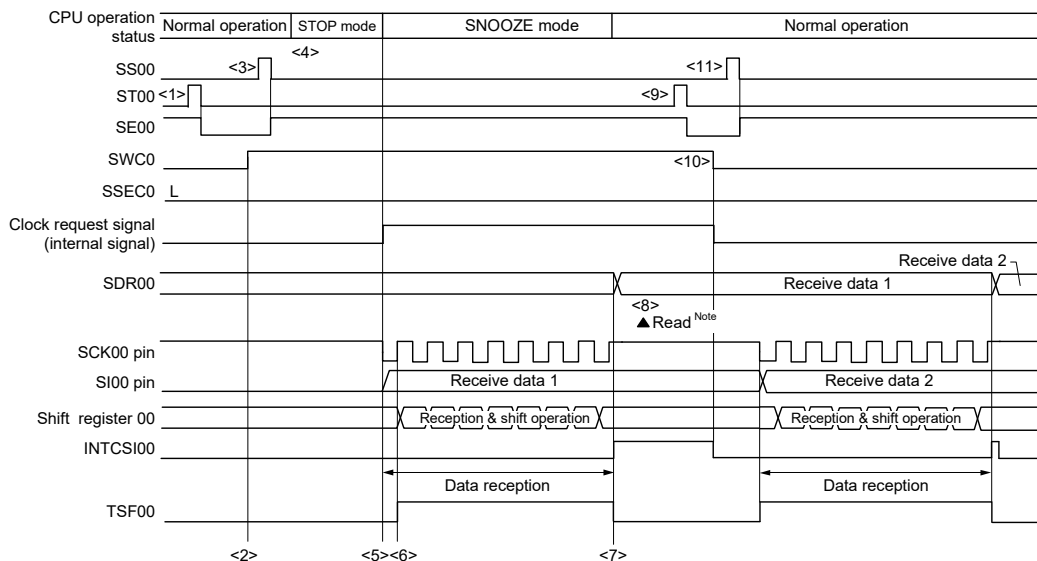 CPU operation status
Normal operation
STOP mode
SNOOZE mode
Normal operation
<4>
SS00
<3>
<11>
ST00
<1>
<9>
SE00
SWC0
<10>
SSEC0
L
Clock request signal
(internal signal)
Receive data 2
SDR00
Receive data 1
<8>
▲ Read Note
SCK00 pin
SI00 pin
Receive data 1
Receive data 2
Shift register 00
Reception & shift operation
Reception & shift operation
INTCSI00
Data reception
Data reception
TSF00
<2>
<5><6>
<7>